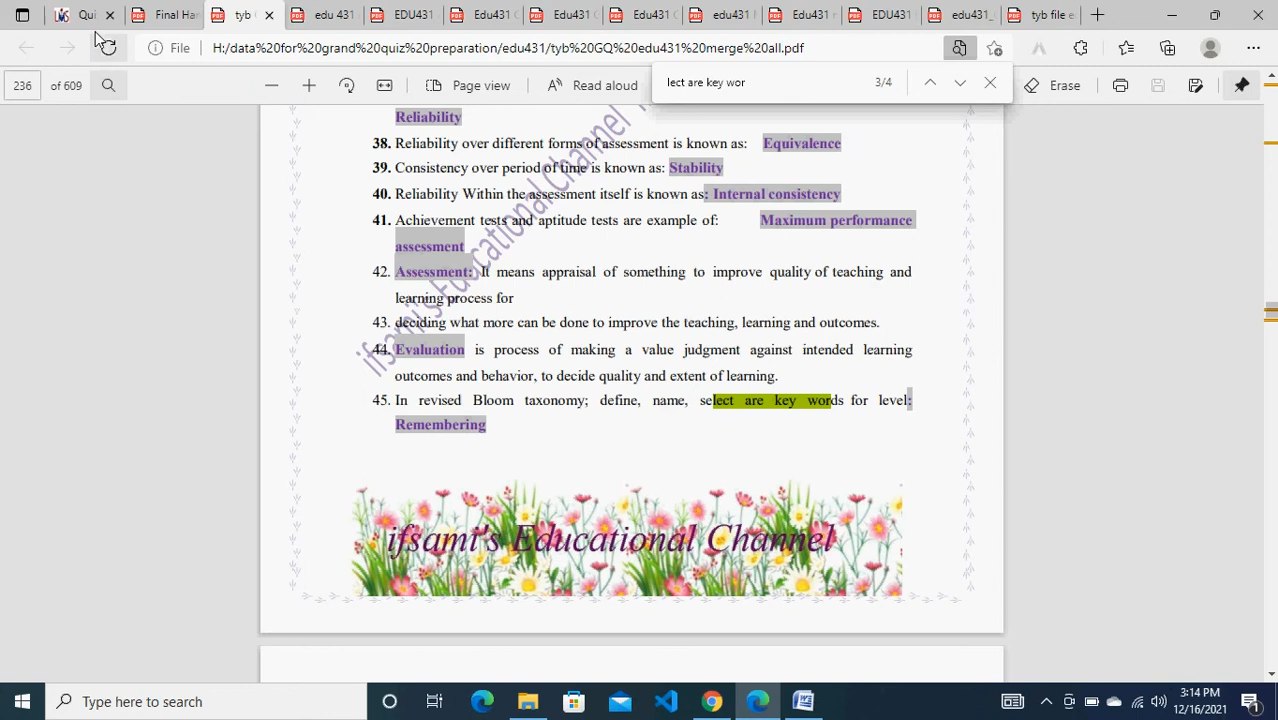 Qui
Final Har
tyb
edu 431
EDU431
EDU431 r
EDU431
edu431_
tyb file e
File
H:/data%20for%20grand%20quiz%20preparation/edu431/tyb%20GQ%20edu431%20merge%20all.pdf
236 of 609
Page view
Read aloud
lect are key wor
3/4
Erase
Reliability
38. Reliability over different forms of assessment is known as: Equivalence
39. Consistency over period of time is known as: Stability
40. Reliability Within the assessment itself is known as: Internal consistency
41. Achievement tests and aptitude tests are example of: Maximum performance
assessment
42. Assessment: It means appraisal of something to improve quality of teaching and
learning process for
43. deciding what more can be done to improve the teaching, learning and outcomes.
44. Evaluation is process of making a value judgment against intended learning
outcomes and behavior, to decide quality and extent of learning.
45. In revised Bloom taxonomy; define, name, select are key words for level:
Remembering
ifsami's Educational Channel
ifsami's Educational Channel
Type here to search
3:14 PM
12/16/2021
1